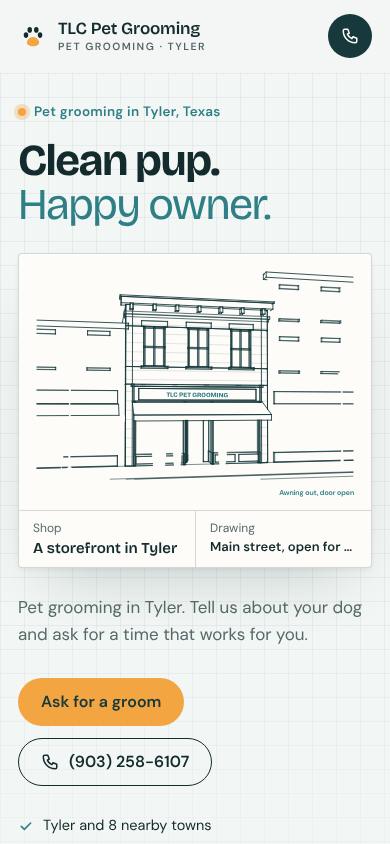 TLC Pet Grooming
PET GROOMING · TYLER
Pet grooming in Tyler, Texas
Clean pup.
Happy owner.
TLC PET GROOMING
Awning out, door open
Shop
A storefront in Tyler
Drawing
Main street, open for ...
Pet grooming in Tyler. Tell us about your dog
and ask for a time that works for you.
Ask for a groom
(903) 258-6107
Tyler and 8 nearby towns